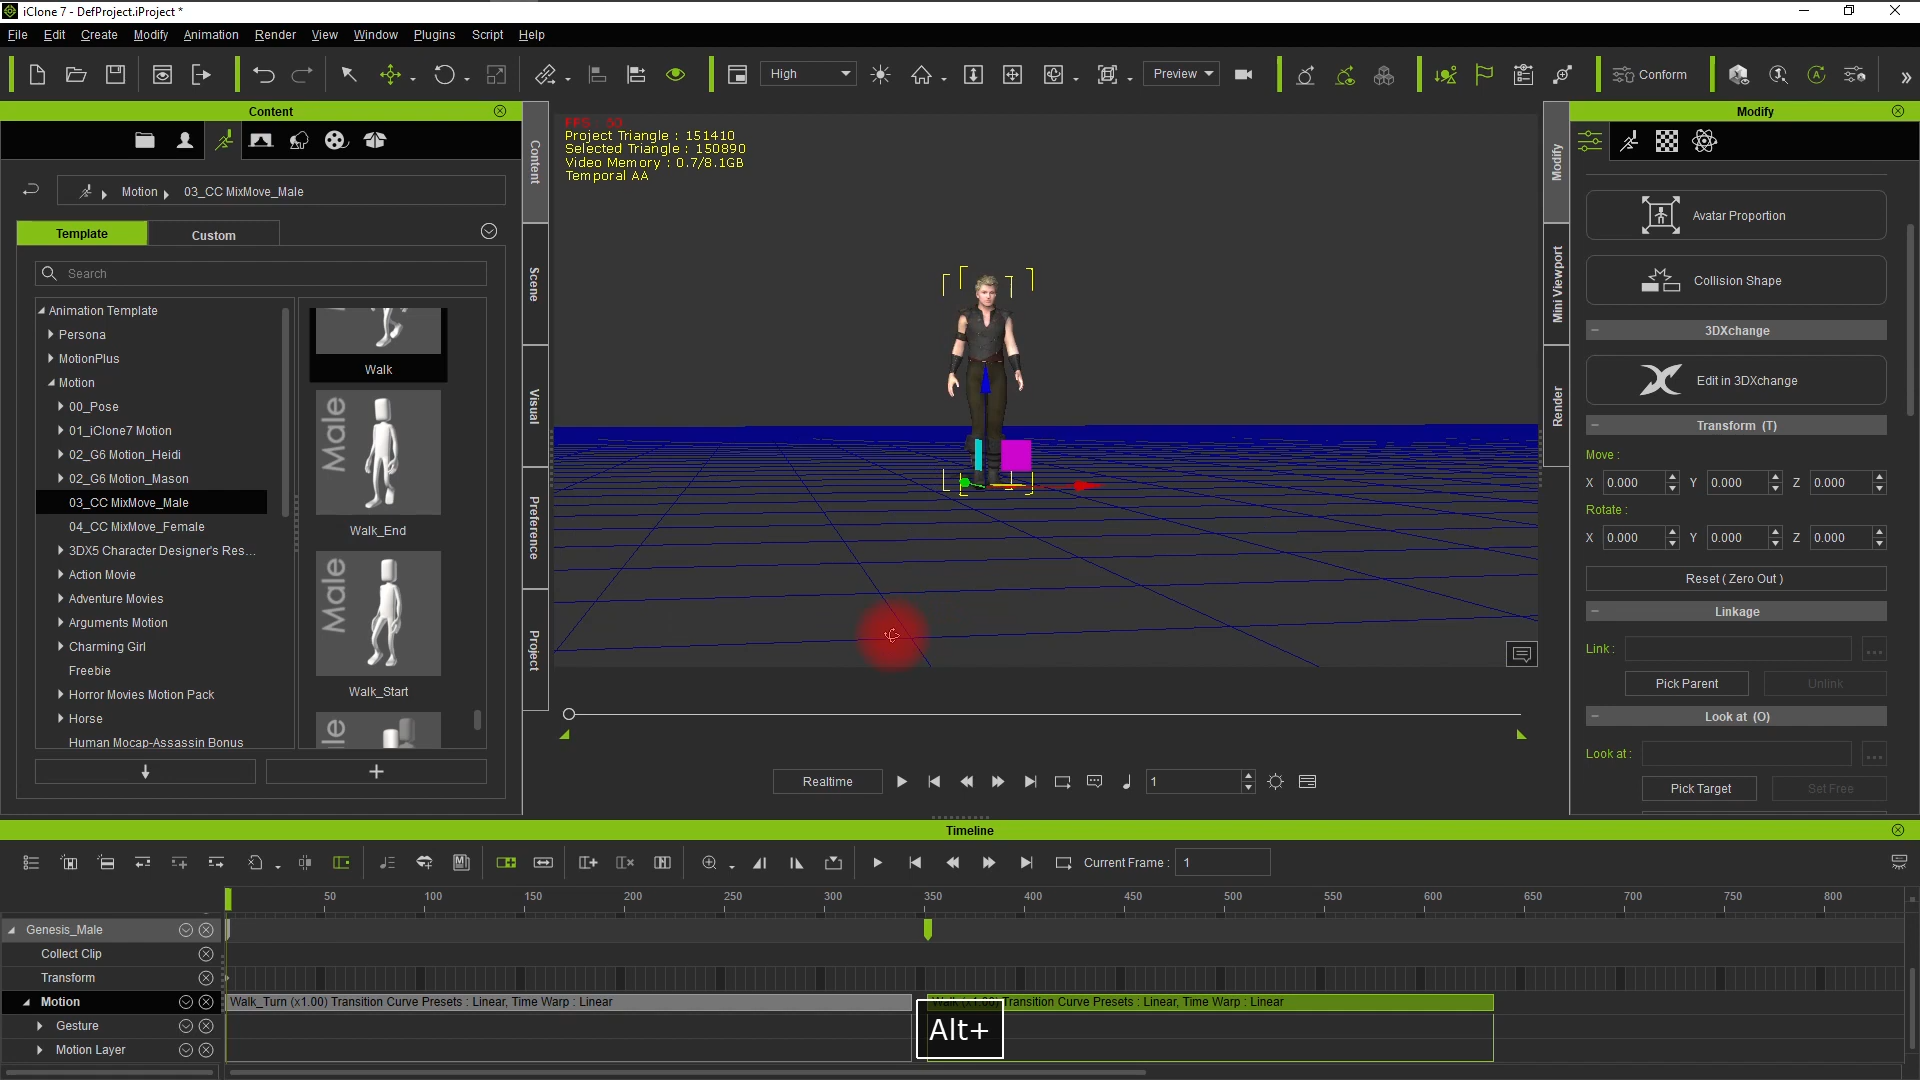 iClone 7 - DefProject.iProject *
File Edit Create Modify Animation Render View Window Plugins Script Help
High Preview Conform
Content
Motion 03_CC MixMove_Male
Template Custom
Search
Animation Template
Persona
MotionPlus
Motion
00_Pose
01_iClone7 Motion
02_G6 Motion_Heidi
02_G6 Motion_Mason
03_CC MixMove_Male
04_CC MixMove_Female
3DX5 Character Designer's Res...
Action Movie
Adventure Movies
Arguments Motion
Charming Girl
Freebie
Horror Movies Motion Pack
Horse
Human Mocap-Assassin Bonus
Walk
Male
Walk_End
Male
Walk_Start
Content
Scene
Visual
Preference
Project
FPS : 60
Project Triangle : 151410
Selected Triangle : 150890
Video Memory : 0.7/8.1GB
Temporal AA
Realtime 1
Modify
Mini Viewport
Render
Modify
Avatar Proportion
Collision Shape
3DXchange
Edit in 3DXchange
Transform (T)
Move :
X 0.000 Y 0.000 Z 0.000
Rotate :
X 0.000 Y 0.000 Z 0.000
Reset ( Zero Out )
Linkage
Link :
...
Pick Parent Unlink
Look at (O)
Look at :
...
Pick Target Set Free
Timeline
Current Frame : 1
50 100 150 200 250 300 350 400 450 500 550 600 650 700 750 800
Genesis_Male
Collect Clip
Transform
Motion
Walk_Turn (x1.00) Transition Curve Presets : Linear, Time Warp : Linear
Transition Curve Presets : Linear, Time Warp : Linear
Gesture
Alt+
Motion Layer